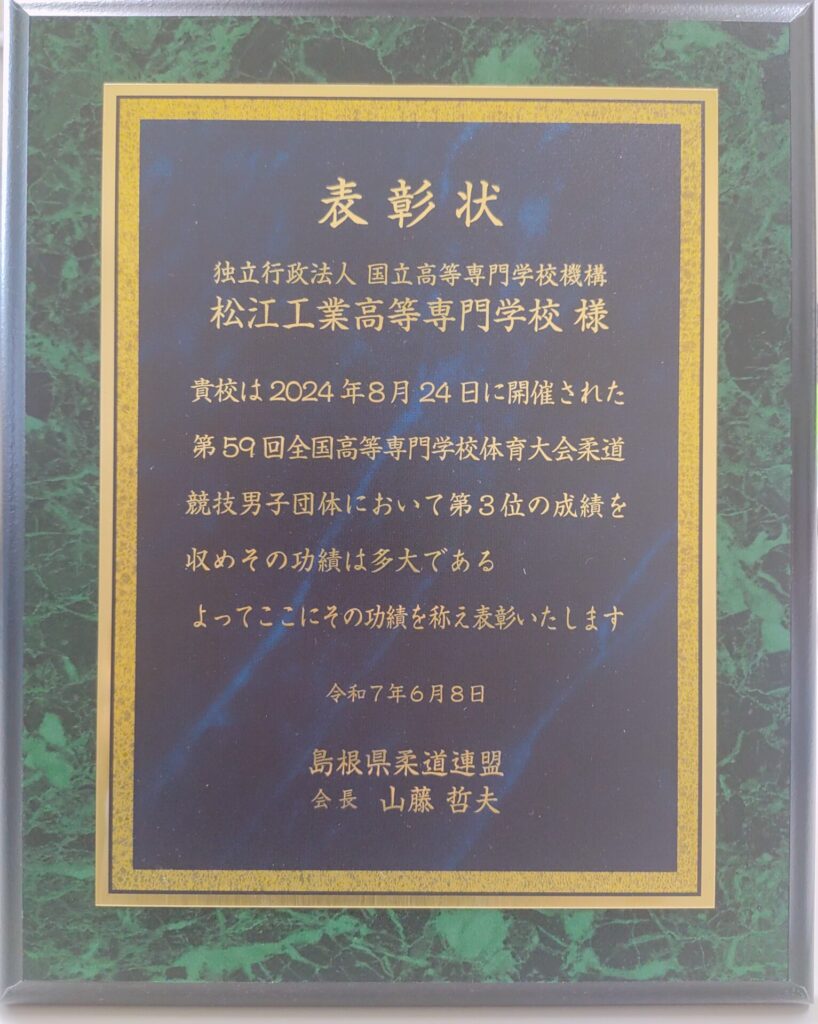 表彰状
独立行政法人 国立高等専門学校機構
松江工業高等専門学校 様
貴校は2024年8月24日に開催された
第59回全国高等専門学校体育大会柔道
競技男子団体において第3位の成績を
収めその功績は多大である
よってここにその功績を称え表彰いたします
令和7年6月8日
島根県柔道連盟
会長 山藤 哲夫